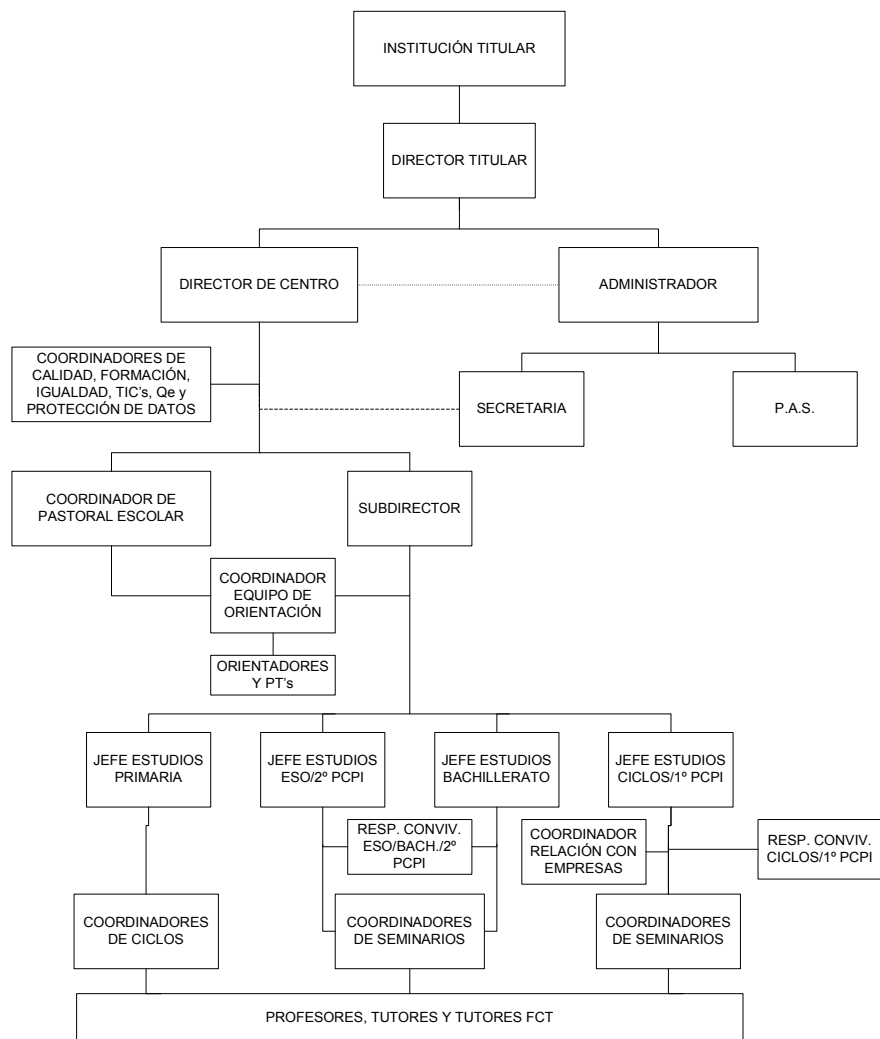 INSTITUCIÓN TITULAR
DIRECTOR TITULAR
DIRECTOR DE CENTRO
ADMINISTRADOR
COORDINADORES DE
CALIDAD, FORMACIÓN,
IGUALDAD, TIC’s, Qe y
PROTECCIÓN DE DATOS
SECRETARIA
P.A.S.
COORDINADOR DE
PASTORAL ESCOLAR
SUBDIRECTOR
COORDINADOR
EQUIPO DE
ORIENTACIÓN
ORIENTADORES
Y PT’s
JEFE ESTUDIOS
PRIMARIA
JEFE ESTUDIOS
ESO/2º PCPI
JEFE ESTUDIOS
BACHILLERATO
JEFE ESTUDIOS
CICLOS/1º PCPI
RESP. CONVIV.
ESO/BACH./2º
PCPI
COORDINADOR
RELACIÓN CON
EMPRESAS
RESP. CONVIV.
CICLOS/1º PCPI
COORDINADORES
DE CICLOS
COORDINADORES
DE SEMINARIOS
COORDINADORES
DE SEMINARIOS
PROFESORES, TUTORES Y TUTORES FCT